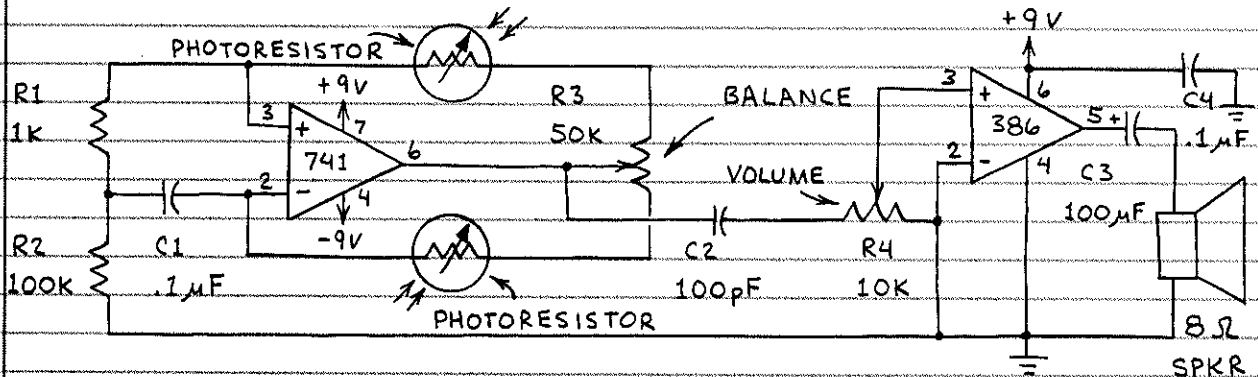 PHOTORESISTOR
+9V
R1
1K
3
+
7
741
6
2
-
4
-9V
R2
100K
C1
.1µF
PHOTORESISTOR
R3
50K
BALANCE
VOLUME
C2
100pF
R4
10K
+9V
3
+
6
386
5
+
2
-
4
C4
.1µF
C3
100µF
8Ω
SPKR